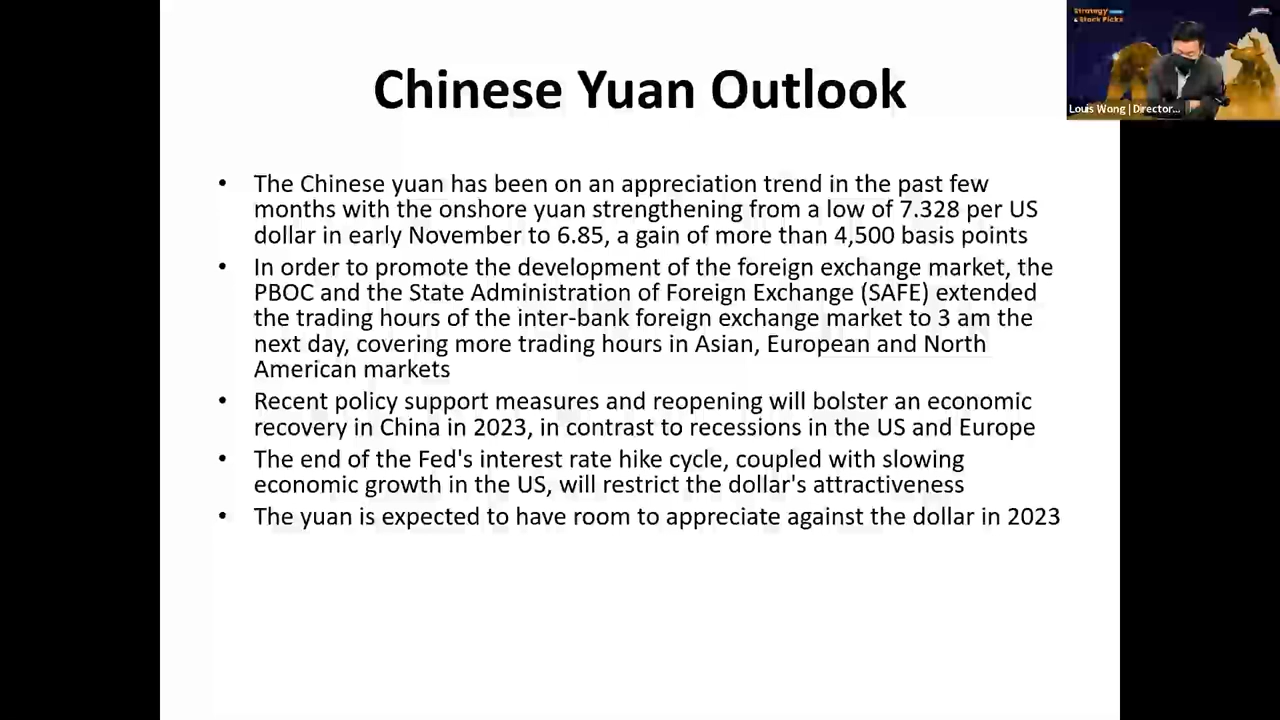 Chinese Yuan Outlook
Strategy
& Stock Picks
Louis Wong | Director...
• The Chinese yuan has been on an appreciation trend in the past few
months with the onshore yuan strengthening from a low of 7.328 per US
dollar in early November to 6.85, a gain of more than 4,500 basis points
• In order to promote the development of the foreign exchange market, the
PBOC and the State Administration of Foreign Exchange (SAFE) extended
the trading hours of the inter-bank foreign exchange market to 3 am the
next day, covering more trading hours in Asian, European and North
American markets
• Recent policy support measures and reopening will bolster an economic
recovery in China in 2023, in contrast to recessions in the US and Europe
• The end of the Fed's interest rate hike cycle, coupled with slowing
economic growth in the US, will restrict the dollar's attractiveness
• The yuan is expected to have room to appreciate against the dollar in 2023